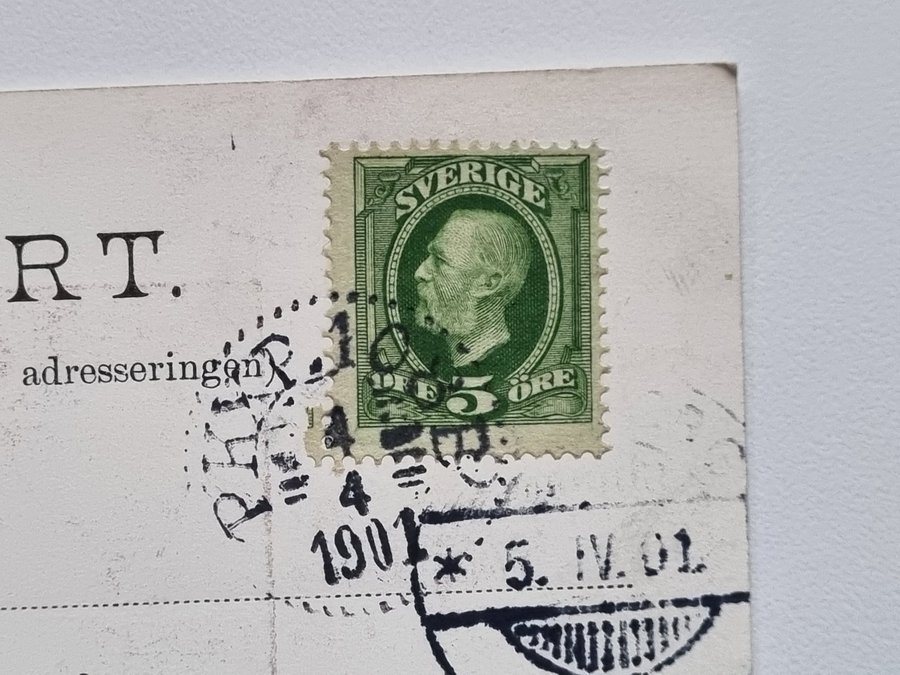 SVERIGE
RT.
adresseringen)
ÖRE 5 ÖRE
4
1901
* 5. IV. 01.